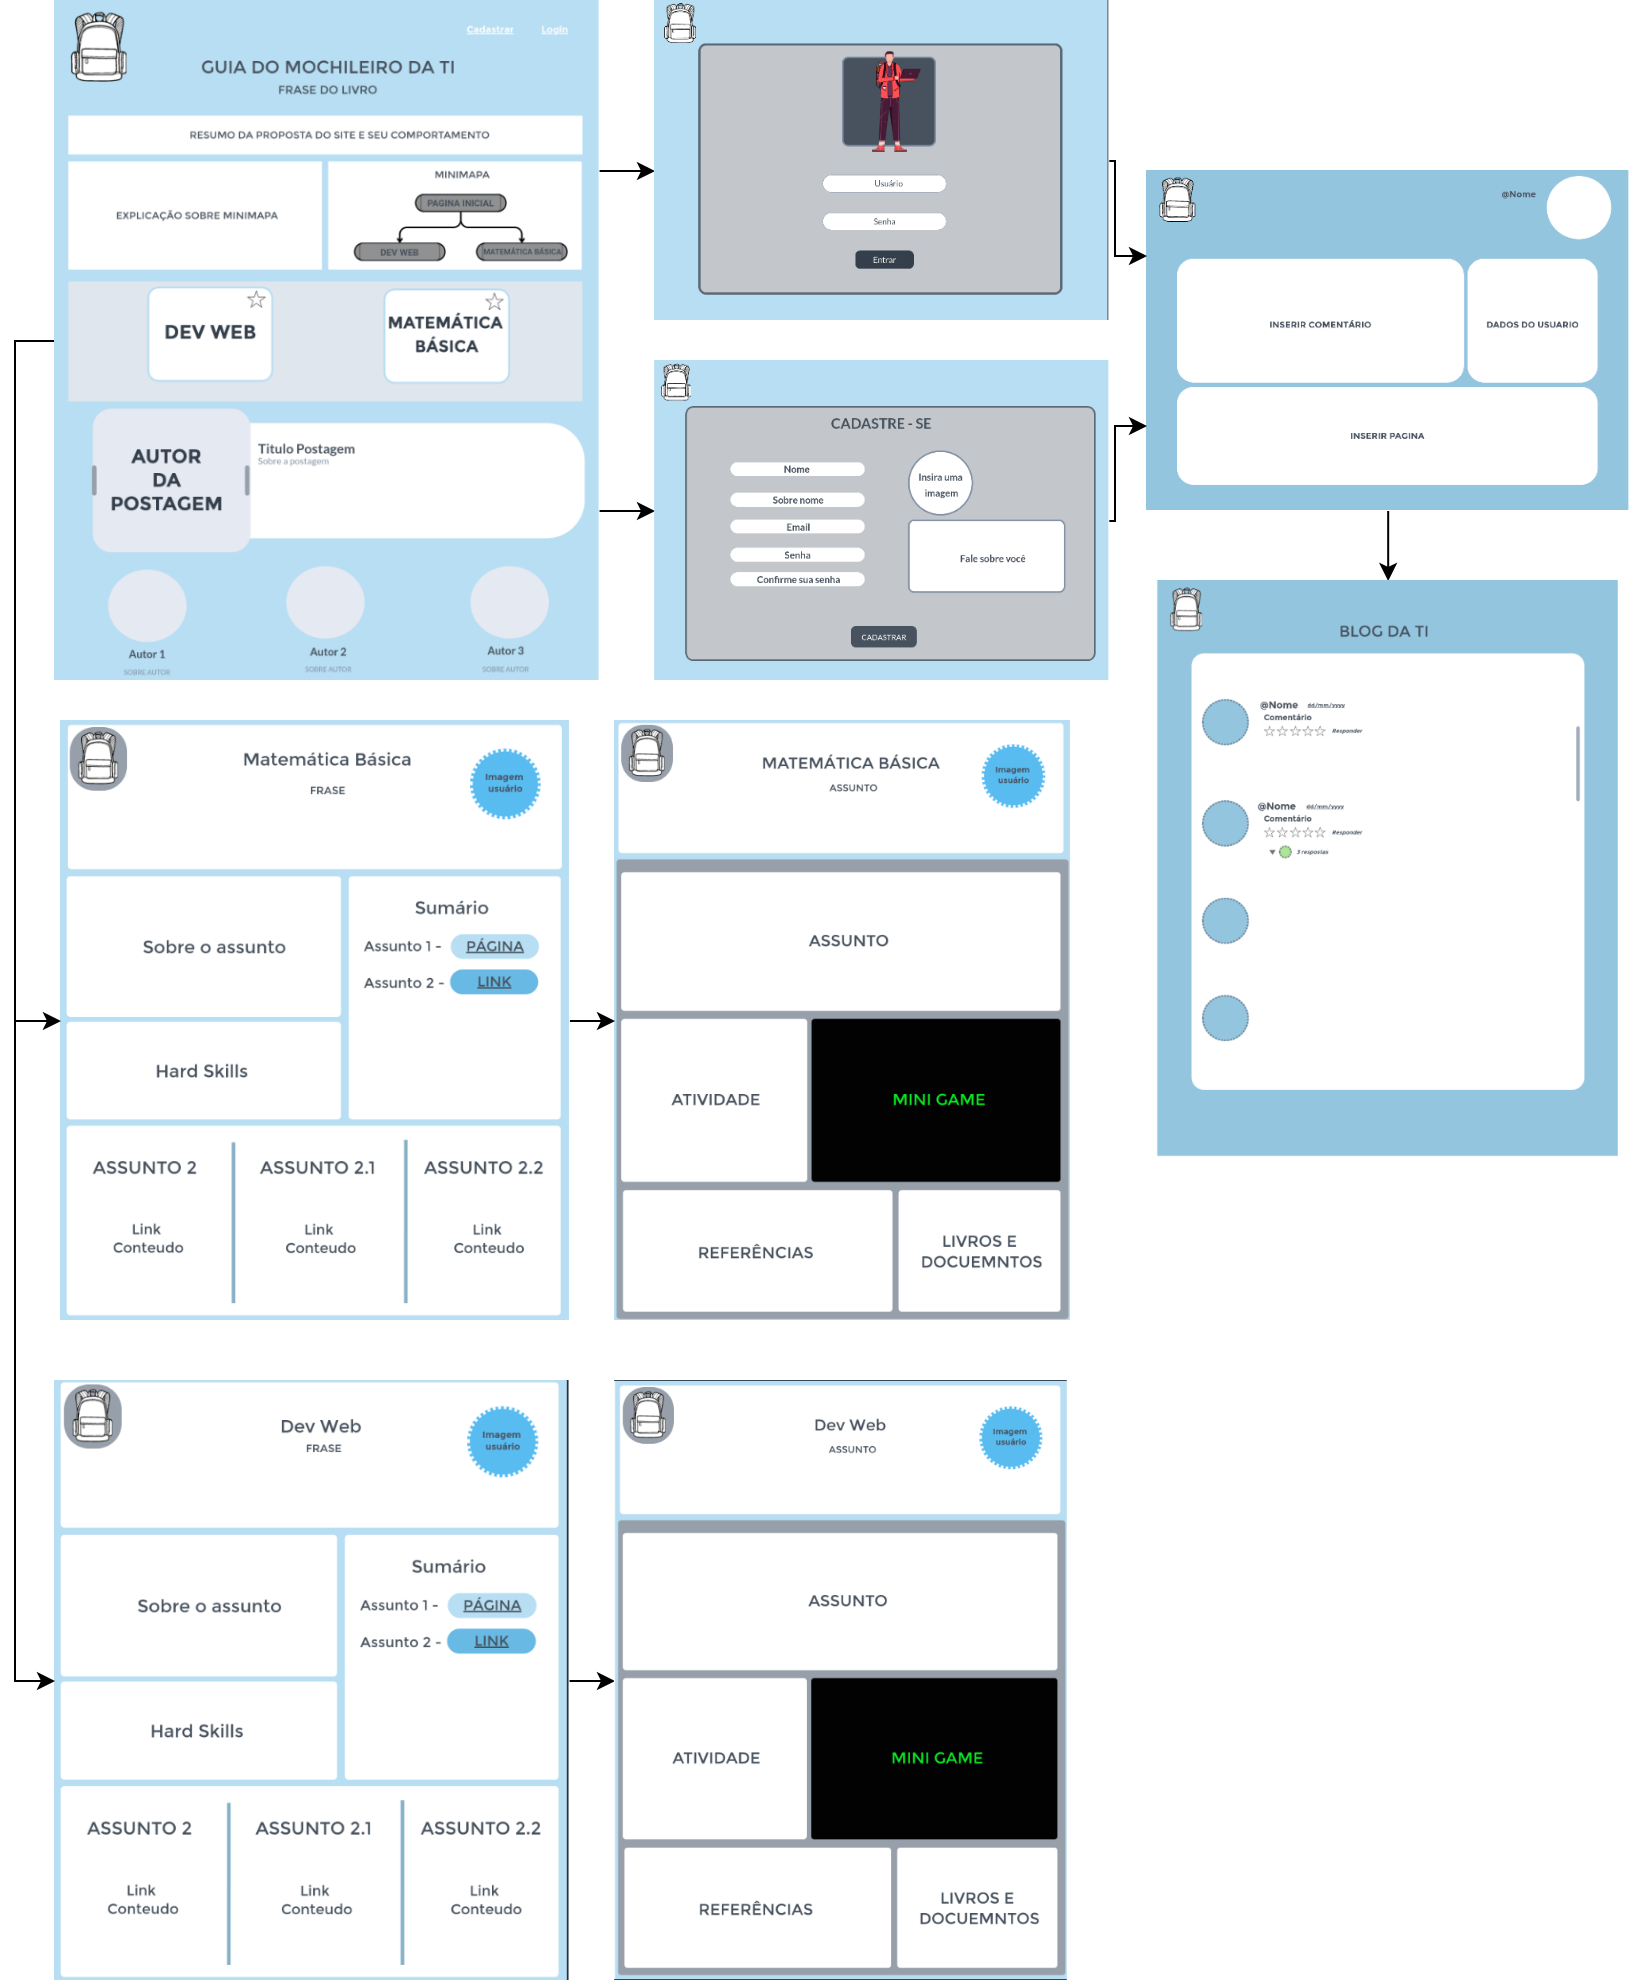 Cadastrar
Login
GUIA DO MOCHILEIRO DA TI
FRASE DO LIVRO
RESUMO DA PROPOSTA DO SITE E SEU COMPORTAMENTO
EXPLICAÇÃO SOBRE MINIMAPA
MINIMAPA
PAGINA INICIAL
DEV WEB
MATEMÁTICA BÁSICA
DEV WEB
MATEMÁTICA
BÁSICA
AUTOR
DA
POSTAGEM
Titulo Postagem
Sobre a postagem
Autor 1
SOBRE AUTOR
Autor 2
SOBRE AUTOR
Autor 3
SOBRE AUTOR
Usuário
Senha
Entrar
CADASTRE - SE
Nome
Sobre nome
Email
Senha
Confirme sua senha
Insira uma
imagem
Fale sobre você
CADASTRAR
@Nome
INSERIR COMENTÁRIO
DADOS DO USUARIO
INSERIR PAGINA
BLOG DA TI
@Nome dd/mm/yyyy
Comentário
Responder
@Nome dd/mm/yyyy
Comentário
Responder
3 respostas
Matemática Básica
FRASE
Imagem
usuário
Sobre o assunto
Hard Skills
Sumário
Assunto 1 - PÁGINA
Assunto 2 - LINK
ASSUNTO 2
Link
Conteudo
ASSUNTO 2.1
Link
Conteudo
ASSUNTO 2.2
Link
Conteudo
MATEMÁTICA BÁSICA
ASSUNTO
Imagem
usuário
ASSUNTO
ATIVIDADE
MINI GAME
REFERÊNCIAS
LIVROS E
DOCUEMNTOS
Dev Web
FRASE
Imagem
usuário
Sobre o assunto
Hard Skills
Sumário
Assunto 1 - PÁGINA
Assunto 2 - LINK
ASSUNTO 2
Link
Conteudo
ASSUNTO 2.1
Link
Conteudo
ASSUNTO 2.2
Link
Conteudo
Dev Web
ASSUNTO
Imagem
usuário
ASSUNTO
ATIVIDADE
MINI GAME
REFERÊNCIAS
LIVROS E
DOCUEMNTOS